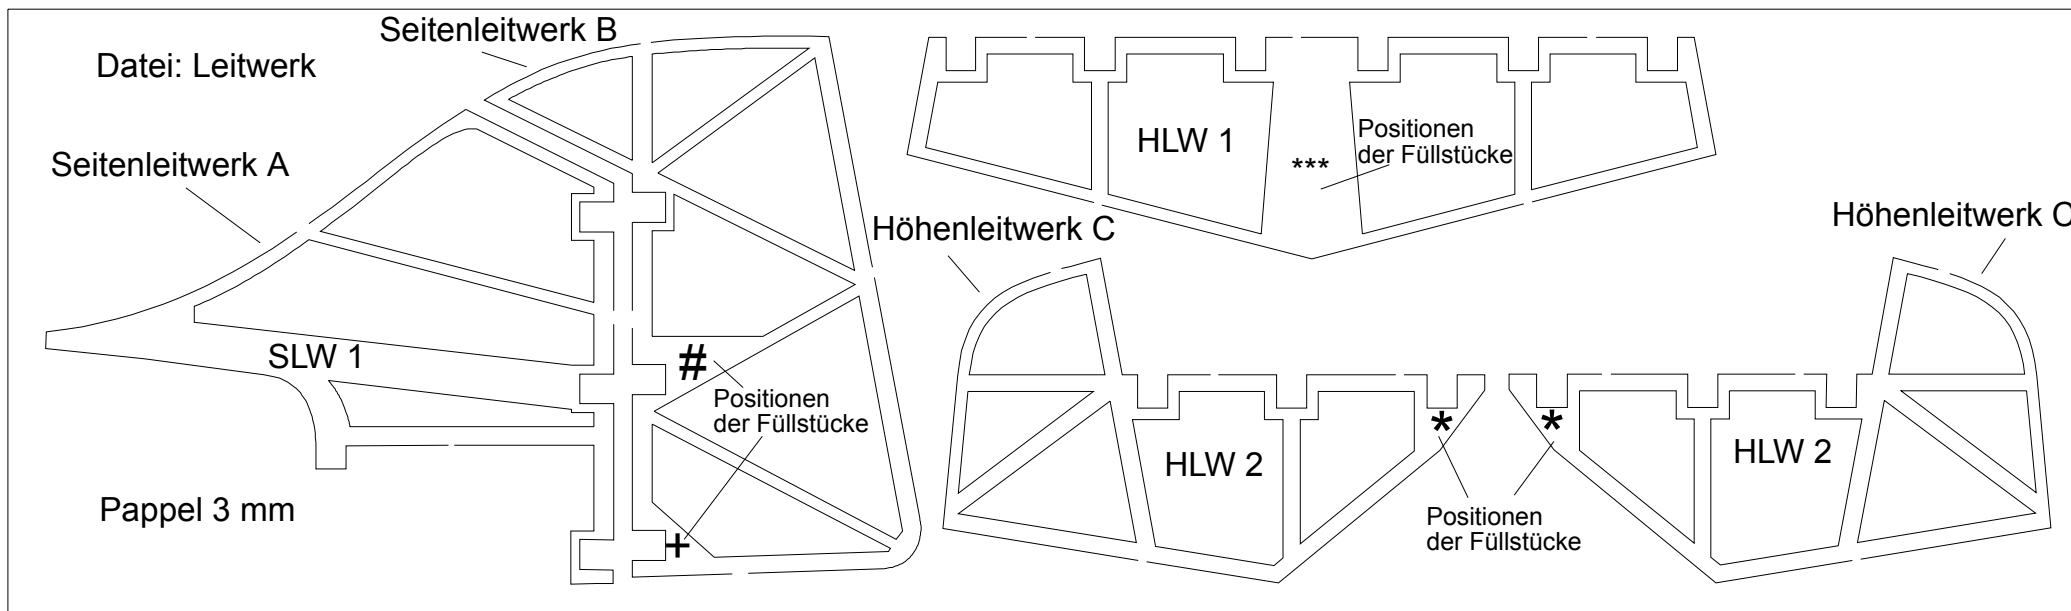 Datei: Leitwerk
Seitenleitwerk B
Seitenleitwerk A
SLW 1
#
Positionen
der Füllstücke
+
Pappel 3 mm
HLW 1
***
Positionen
der Füllstücke
Höhenleitwerk C
Höhenleitwerk C
HLW 2
*
*
HLW 2
Positionen
der Füllstücke